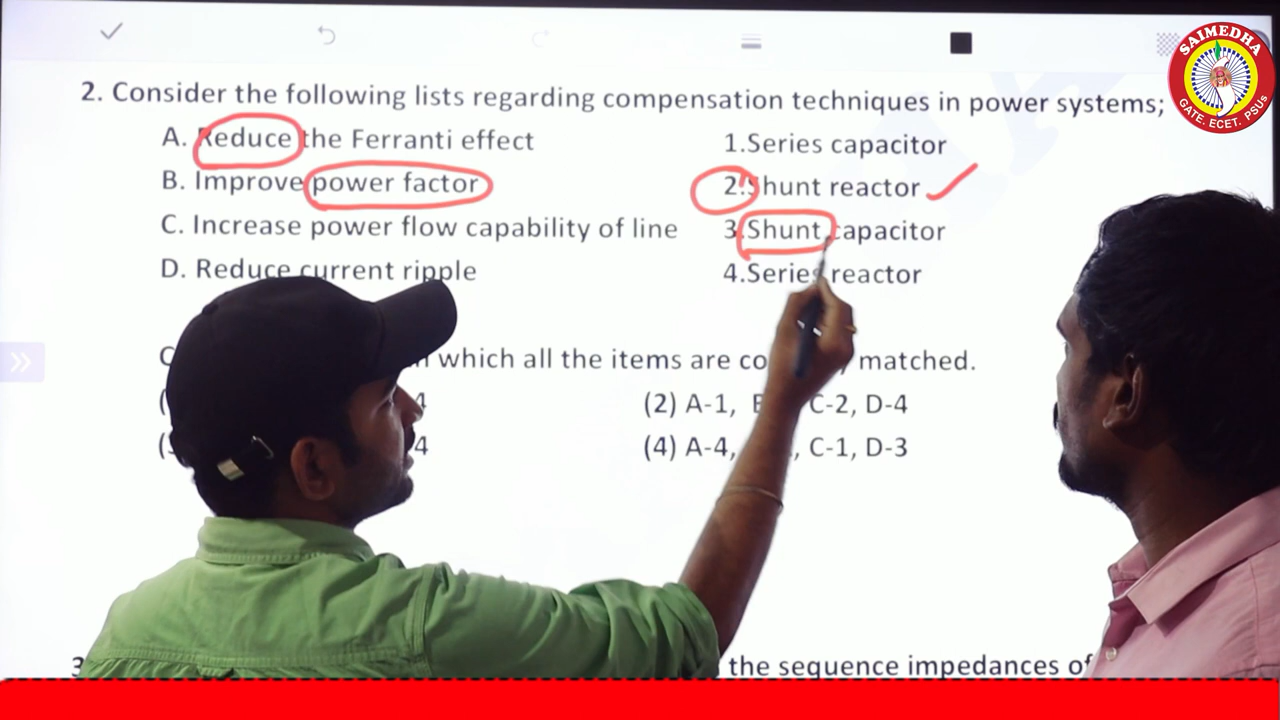 SAIMEDHA
GATE. ECET. PSUs
2. Consider the following lists regarding compensation techniques in power systems;
A. Reduce the Ferranti effect 1.Series capacitor
B. Improve power factor 2.Shunt reactor
C. Increase power flow capability of line 3.Shunt capacitor
D. Reduce current ripple 4.Series reactor
which all the items are matched.
4 (2) A-1, C-2, D-4
4 (4) A-4, C-1, D-3
3 the sequence impedances of